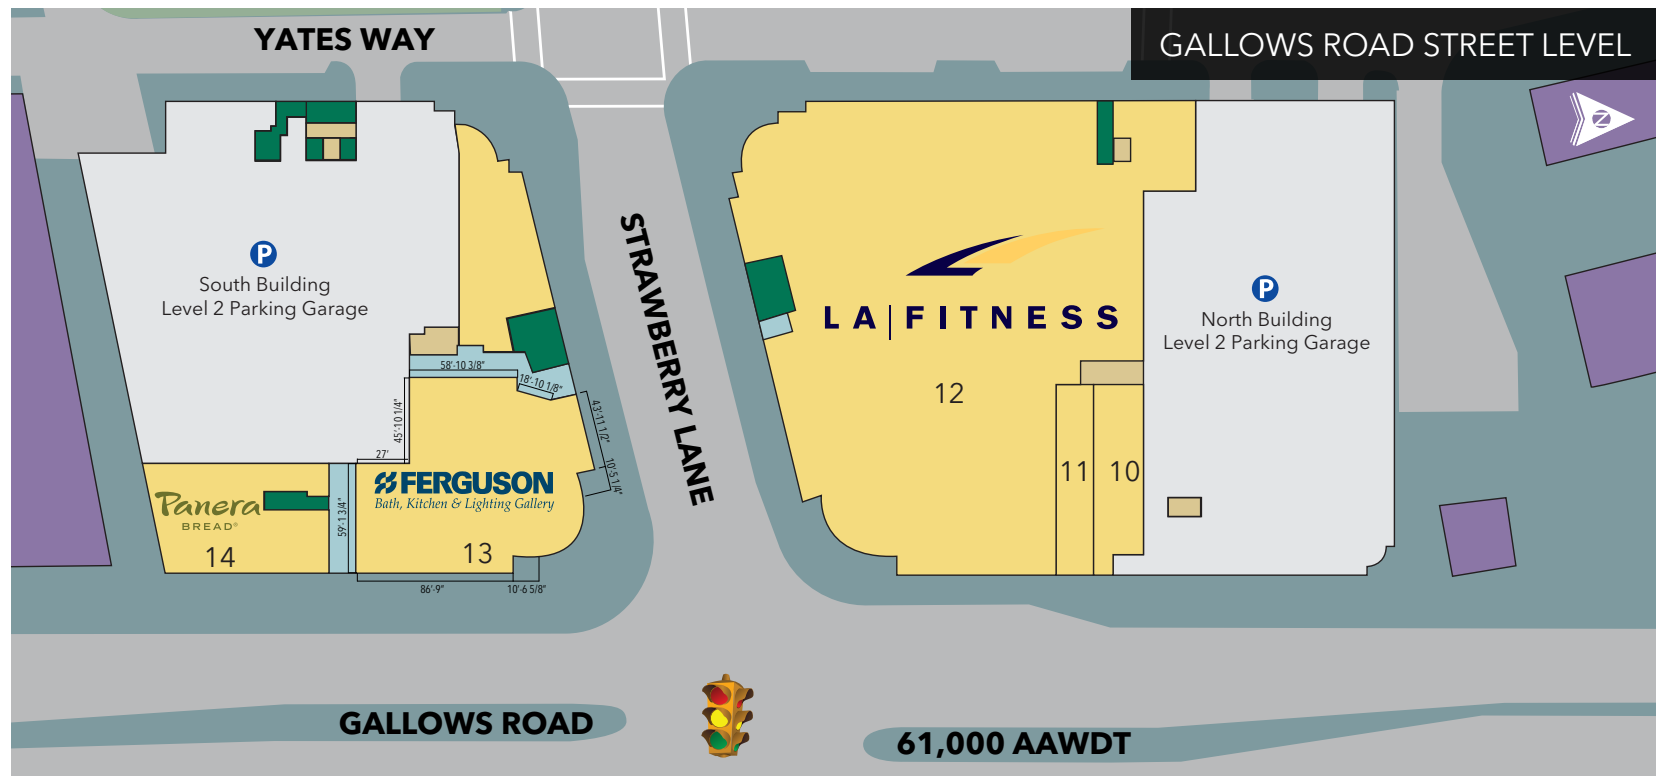 YATES WAY
GALLOWS ROAD STREET LEVEL
N
P
South Building
Level 2 Parking Garage
STRAWBERRY LANE
LA|FITNESS
12
P
North Building
Level 2 Parking Garage
58'-10 3/8"
18'-10 1/8"
45'-10 1/4"
43'-11 1/2"
10'-5 1/4"
27'
Panera
BREAD®
14
59'-1 3/4"
FERGUSON
Bath, Kitchen & Lighting Gallery
13
11
10
86'-9"
10'-6 5/8"
GALLOWS ROAD
61,000 AAWDT